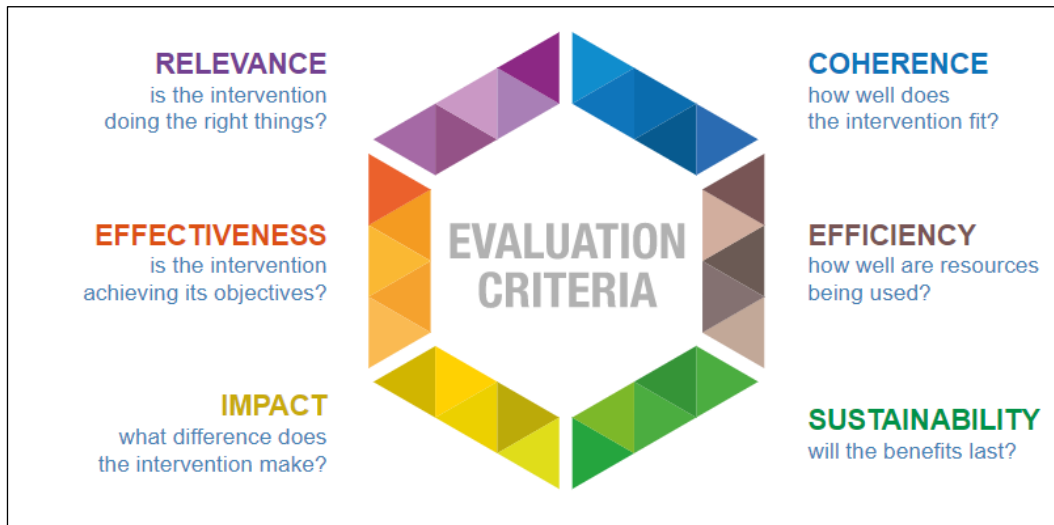 RELEVANCE
is the intervention
doing the right things?
COHERENCE
how well does
the intervention fit?
EFFECTIVENESS
is the intervention
achieving its objectives?
EVALUATION
CRITERIA
EFFICIENCY
how well are resources
being used?
IMPACT
what difference does
the intervention make?
SUSTAINABILITY
will the benefits last?